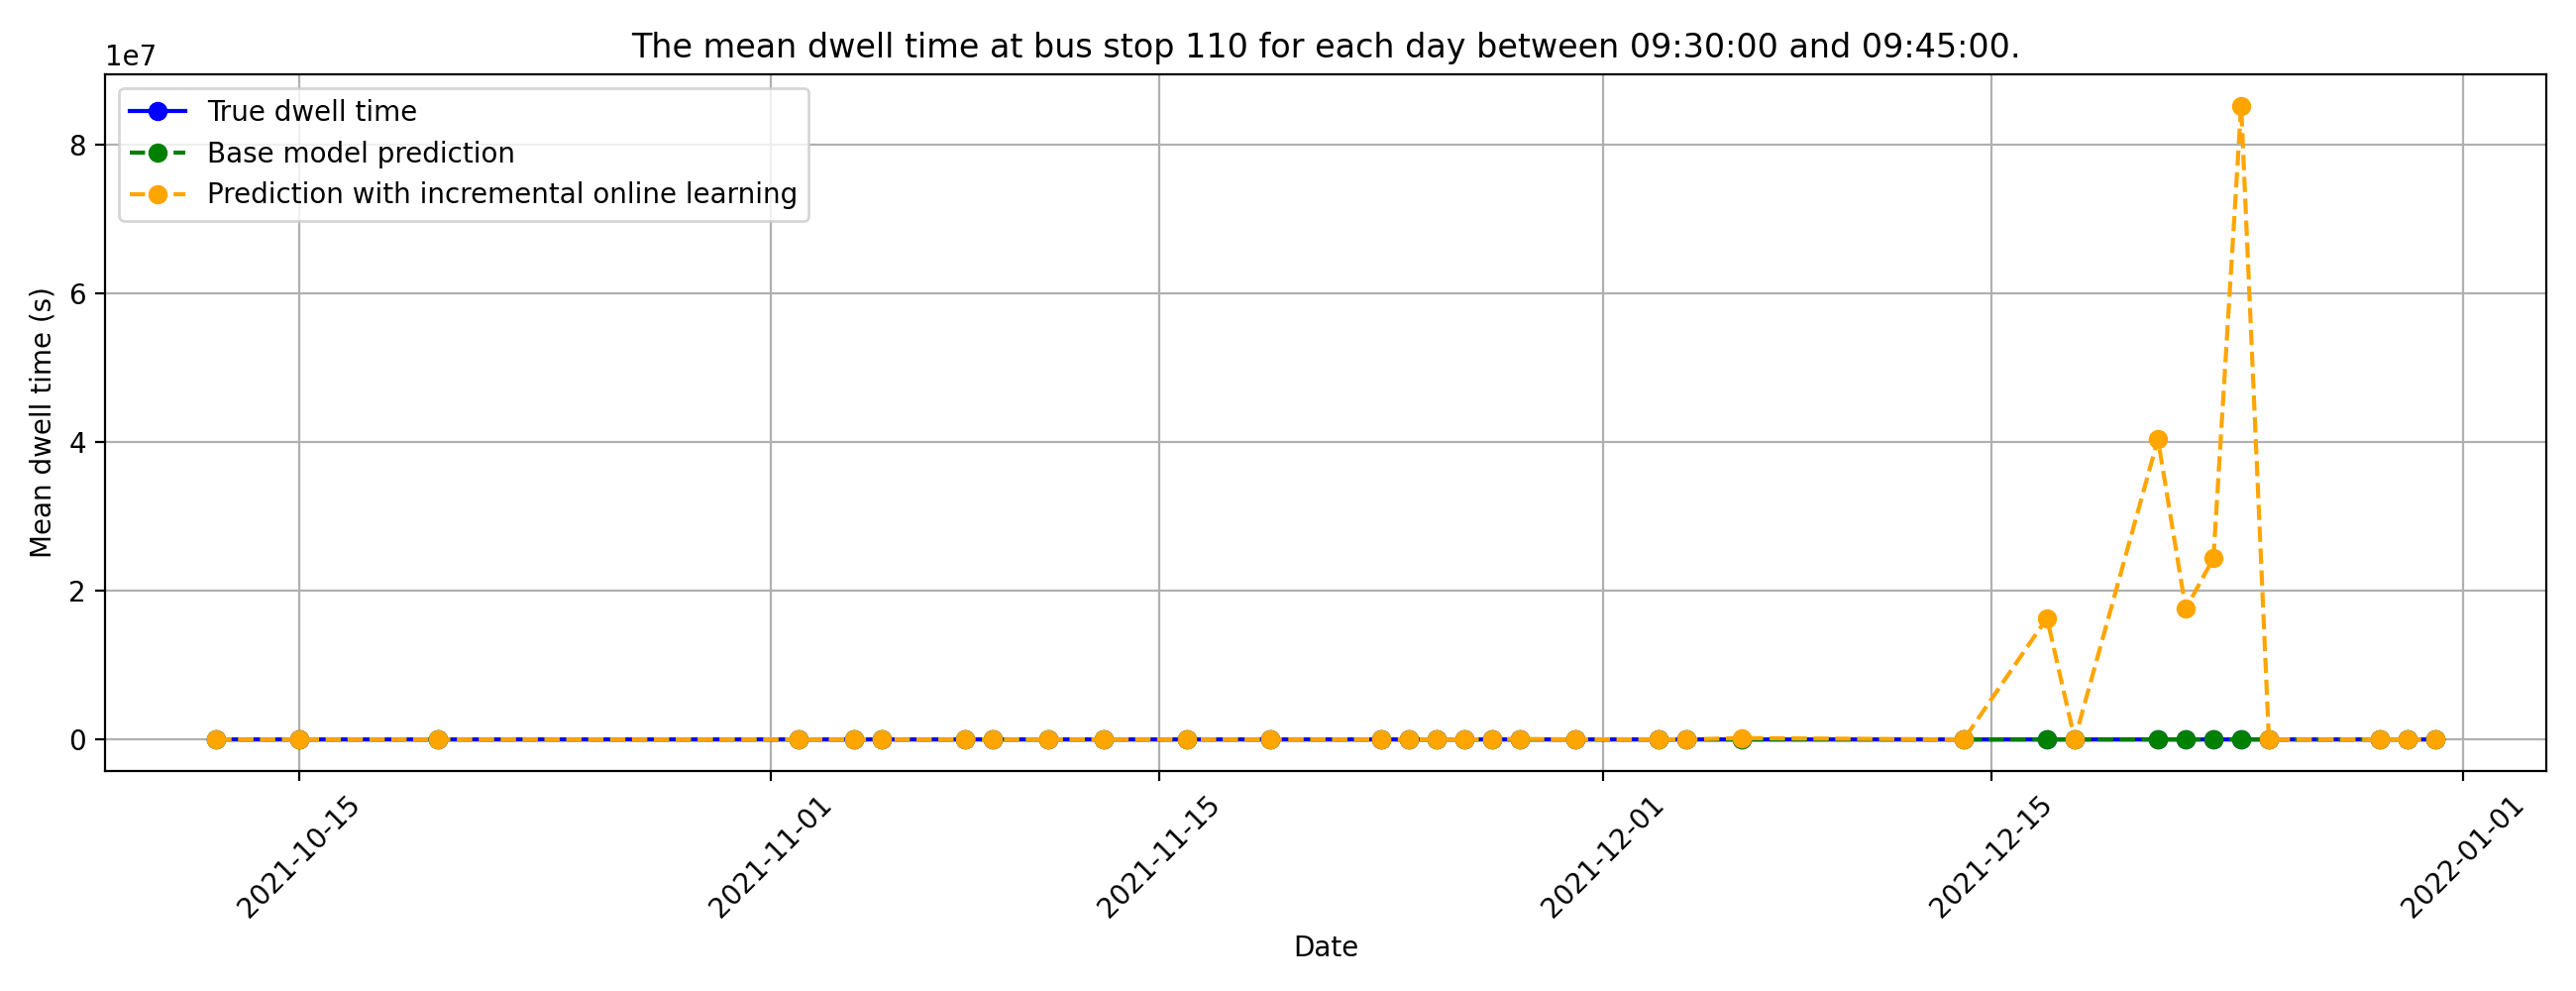 The mean dwell time at bus stop 110 for each day between 09:30:00 and 09:45:00.
1e7
True dwell time
Base model prediction
Prediction with incremental online learning
8
6
4
2
0
Mean dwell time (s)
2021-10-15
2021-11-01
2021-11-15
2021-12-01
2021-12-15
2022-01-01
Date